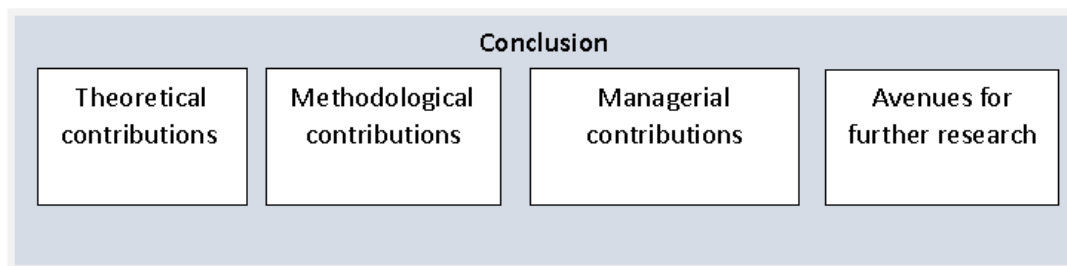 Conclusion
Theoretical
contributions
Methodological
contributions
Managerial
contributions
Avenues for
further research